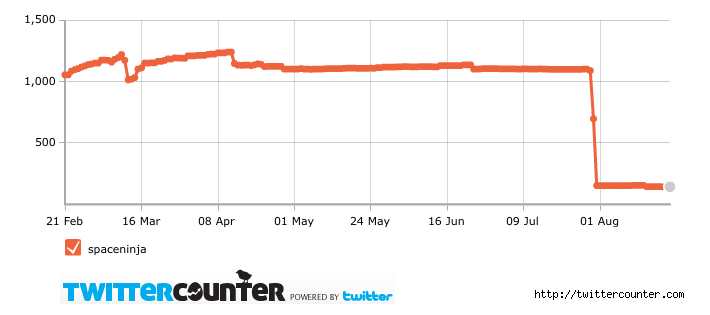 1,500
1,000
500
21 Feb 16 Mar 08 Apr 01 May 24 May 16 Jun 09 Jul 01 Aug
spaceninja
TWITTERCOUNTER POWERED BY twitter
http://twittercounter.com